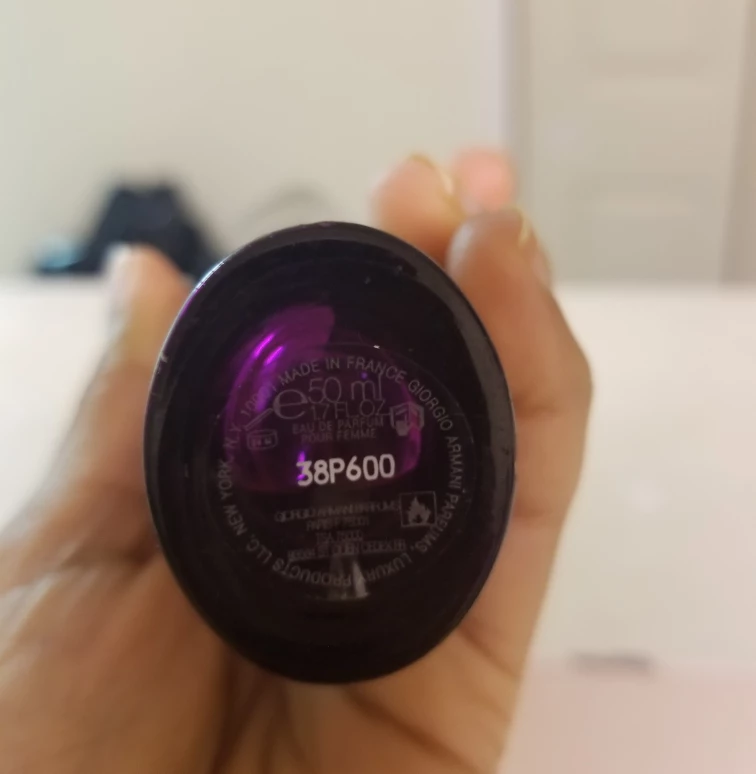 MADE IN FRANCE GIORGIO ARMANI PARFUMS, LUXURY PRODUCTS LLC, NEW YORK, N.Y.
e50 ml
1.7 FL.OZ
EAU DE PARFUM
POUR FEMME
38P600
GIORGIO ARMANI PARFUMS